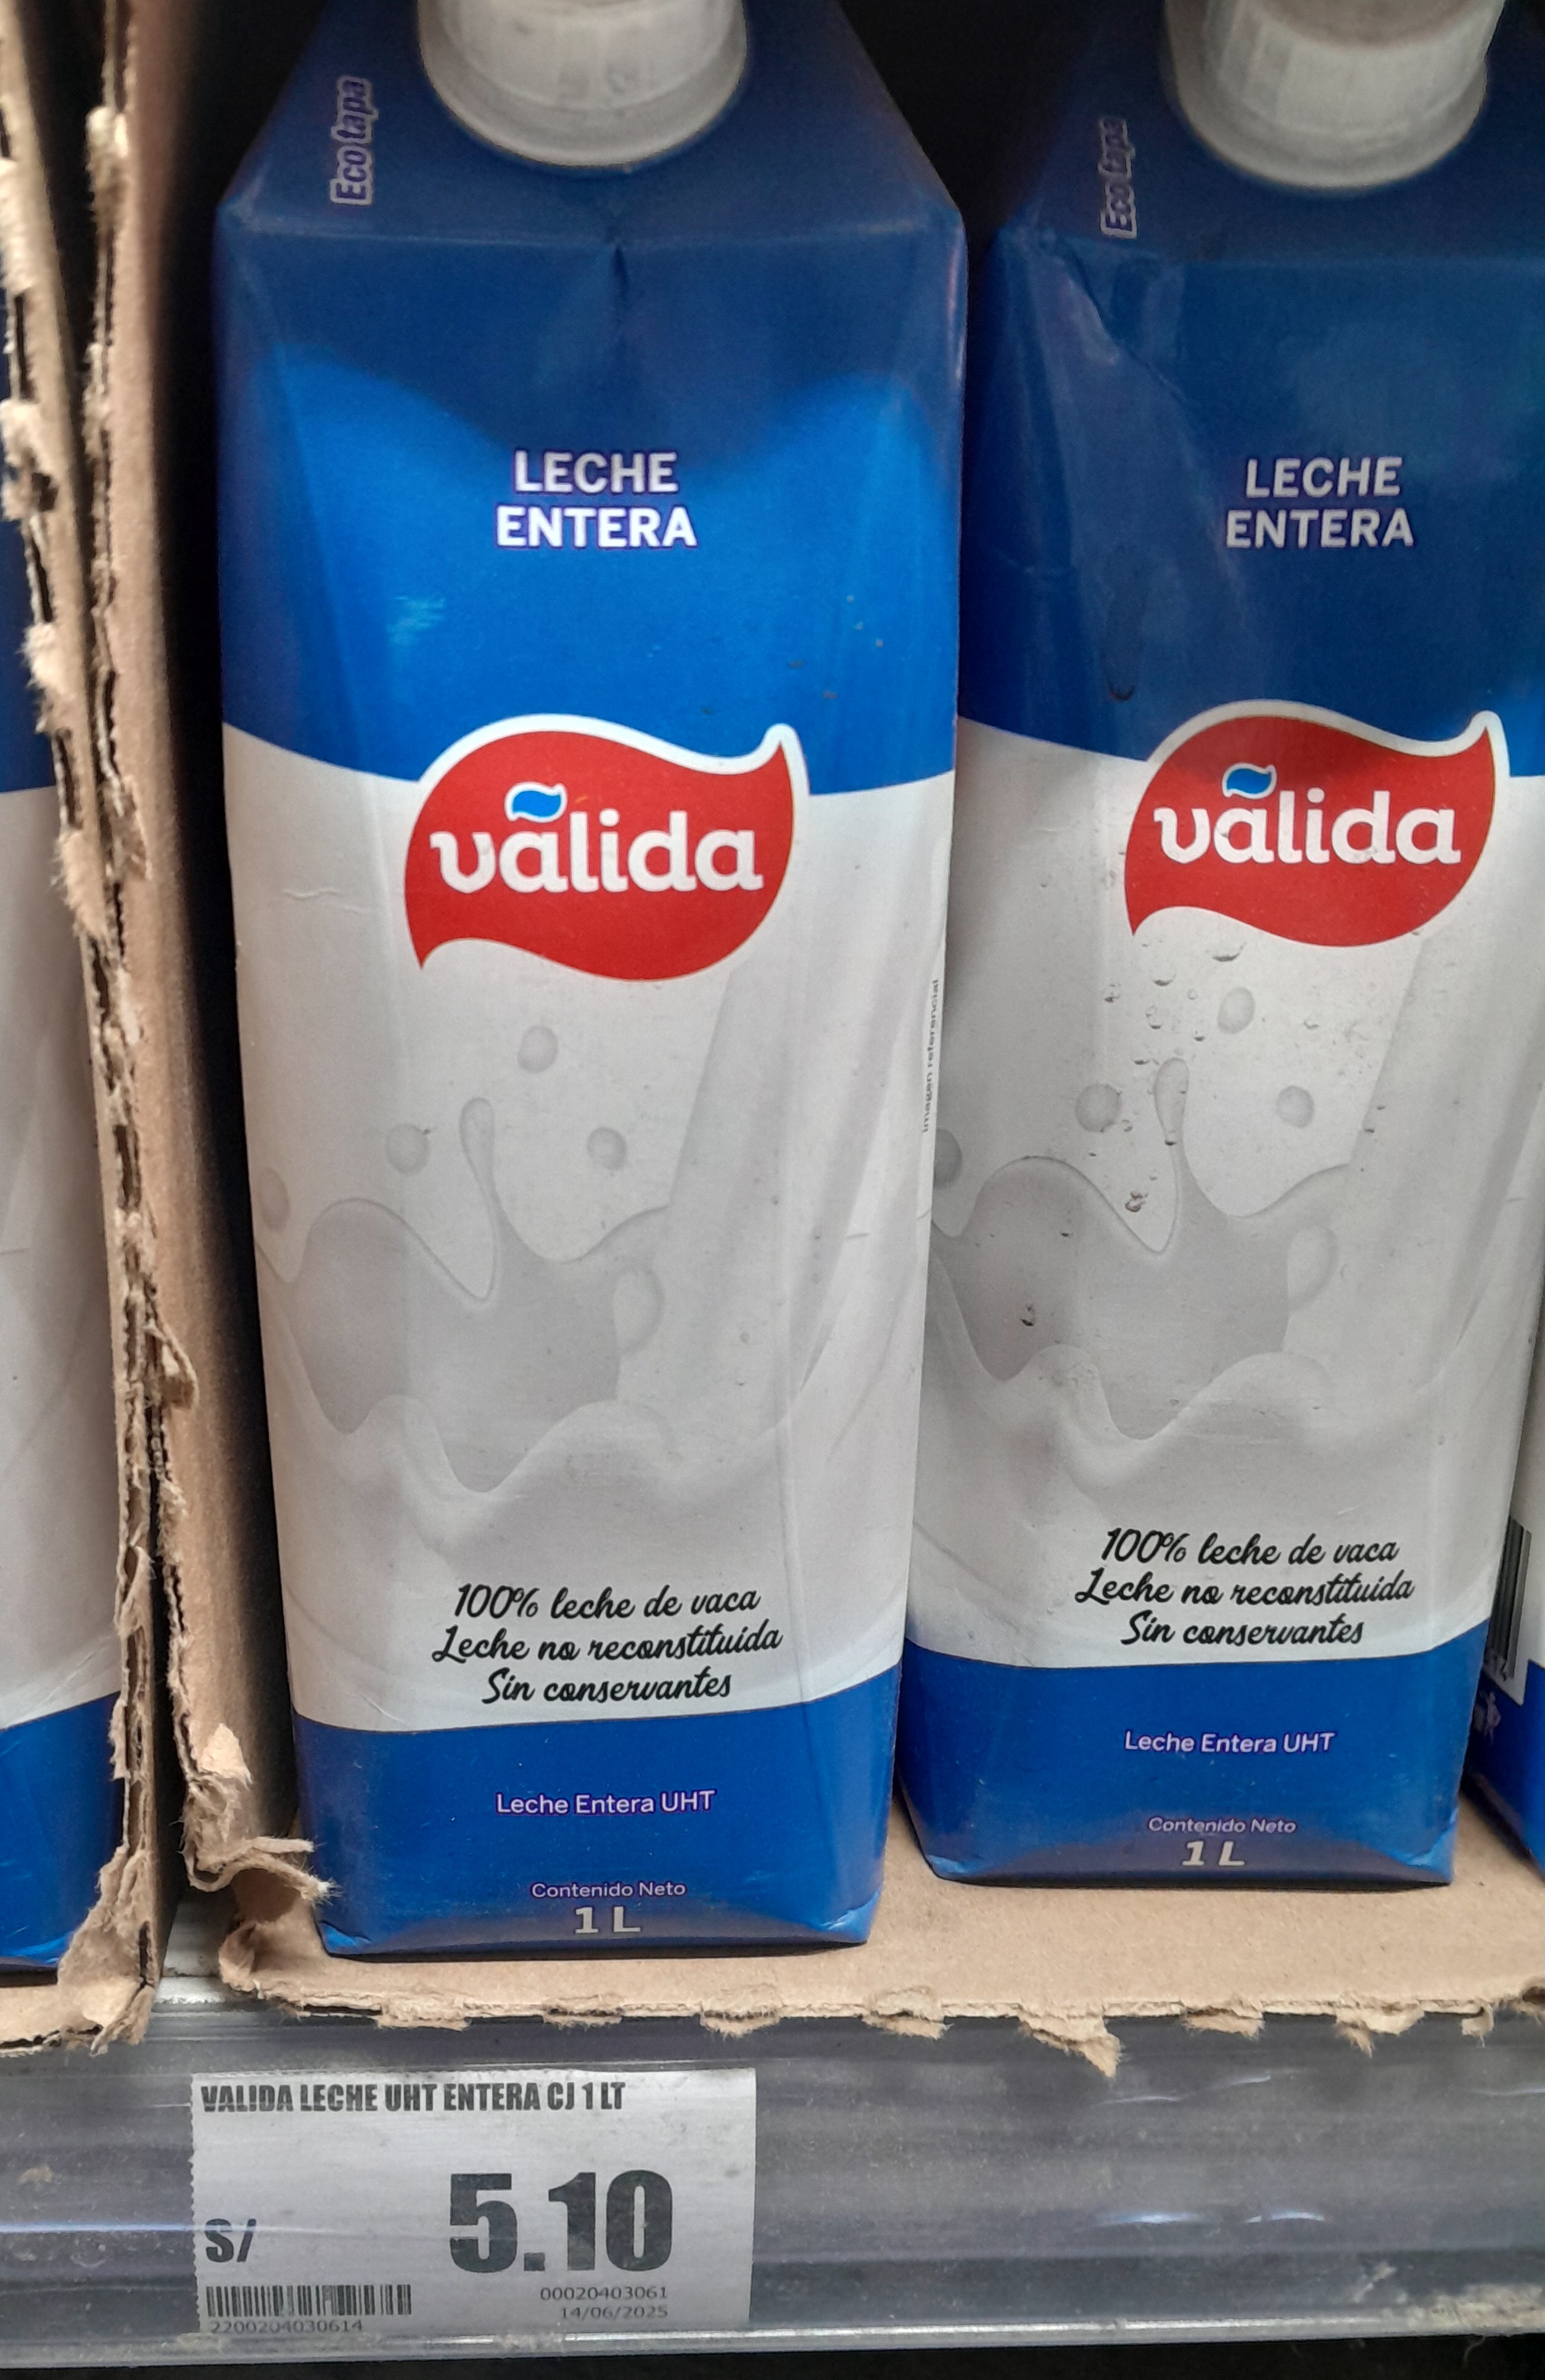 Eco tapa
LECHE
ENTERA
válida
imagen referencial
100% leche de vaca
Leche no reconstituida
Sin conservantes
Leche Entera UHT
Contenido Neto
1 L
Eco tapa
LECHE
ENTERA
válida
100% leche de vaca
Leche no reconstituida
Sin conservantes
Leche Entera UHT
Contenido Neto
1 L
VALIDA LECHE UHT ENTERA CJ 1 LT
S/ 5.10
00020403061
2200204030614
14/06/2025